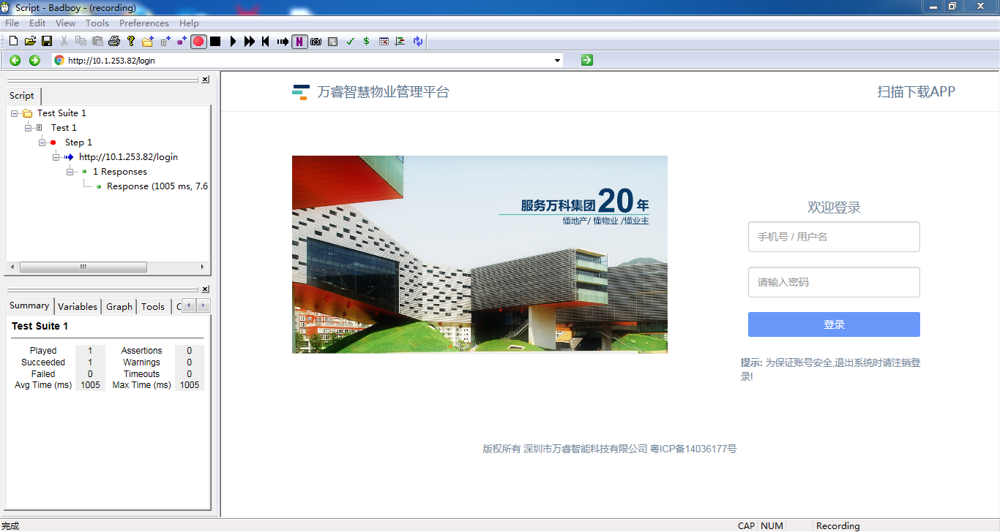 Script - Badboy - (recording)
File Edit View Tools Preferences Help
N
http://10.1.253.82/login
Script
Test Suite 1
Test 1
Step 1
http://10.1.253.82/login
1 Responses
Response (1005 ms, 7.6
Summary Variables Graph Tools C
Test Suite 1
Played 1 Assertions 0
Succeeded 1 Warnings 0
Failed 0 Timeouts 0
Avg Time (ms) 1005 Max Time (ms) 1005
万睿智慧物业管理平台
扫描下载APP
服务万科集团20年
懂地产/ 懂物业 /懂业主
欢迎登录
手机号 / 用户名
请输入密码
登录
提示: 为保证账号安全,退出系统时请注销登
录!
版权所有 深圳市万睿智能科技有限公司 粤ICP备14036177号
完成
CAP NUM Recording